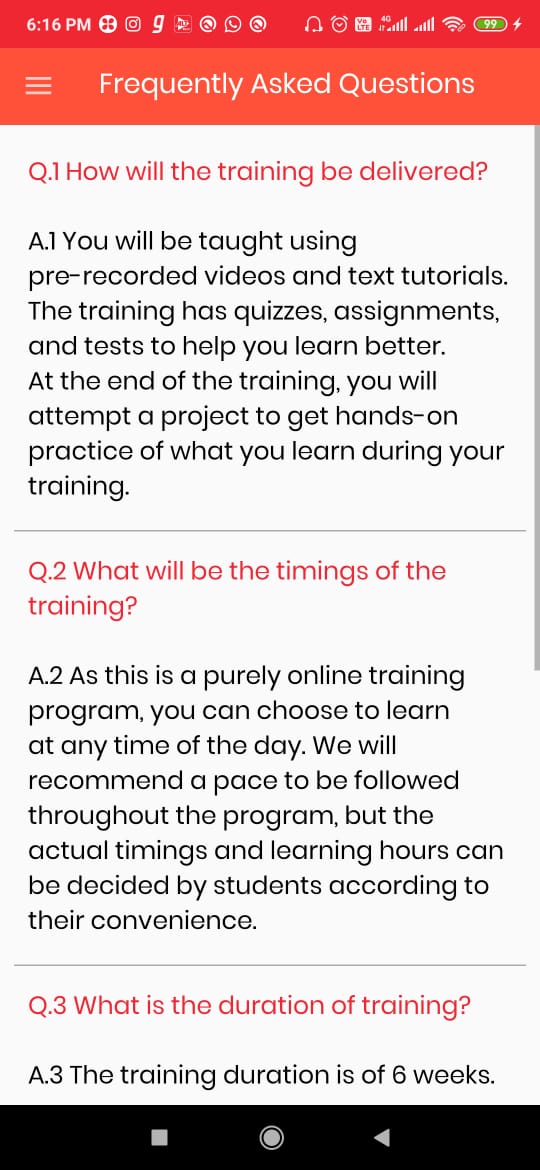 6:16 PM
4G
Vo
LTE
99
Frequently Asked Questions
Q.1 How will the training be delivered?
A.1 You will be taught using
pre-recorded videos and text tutorials.
The training has quizzes, assignments,
and tests to help you learn better.
At the end of the training, you will
attempt a project to get hands-on
practice of what you learn during your
training.
Q.2 What will be the timings of the
training?
A.2 As this is a purely online training
program, you can choose to learn
at any time of the day. We will
recommend a pace to be followed
throughout the program, but the
actual timings and learning hours can
be decided by students according to
their convenience.
Q.3 What is the duration of training?
A.3 The training duration is of 6 weeks.